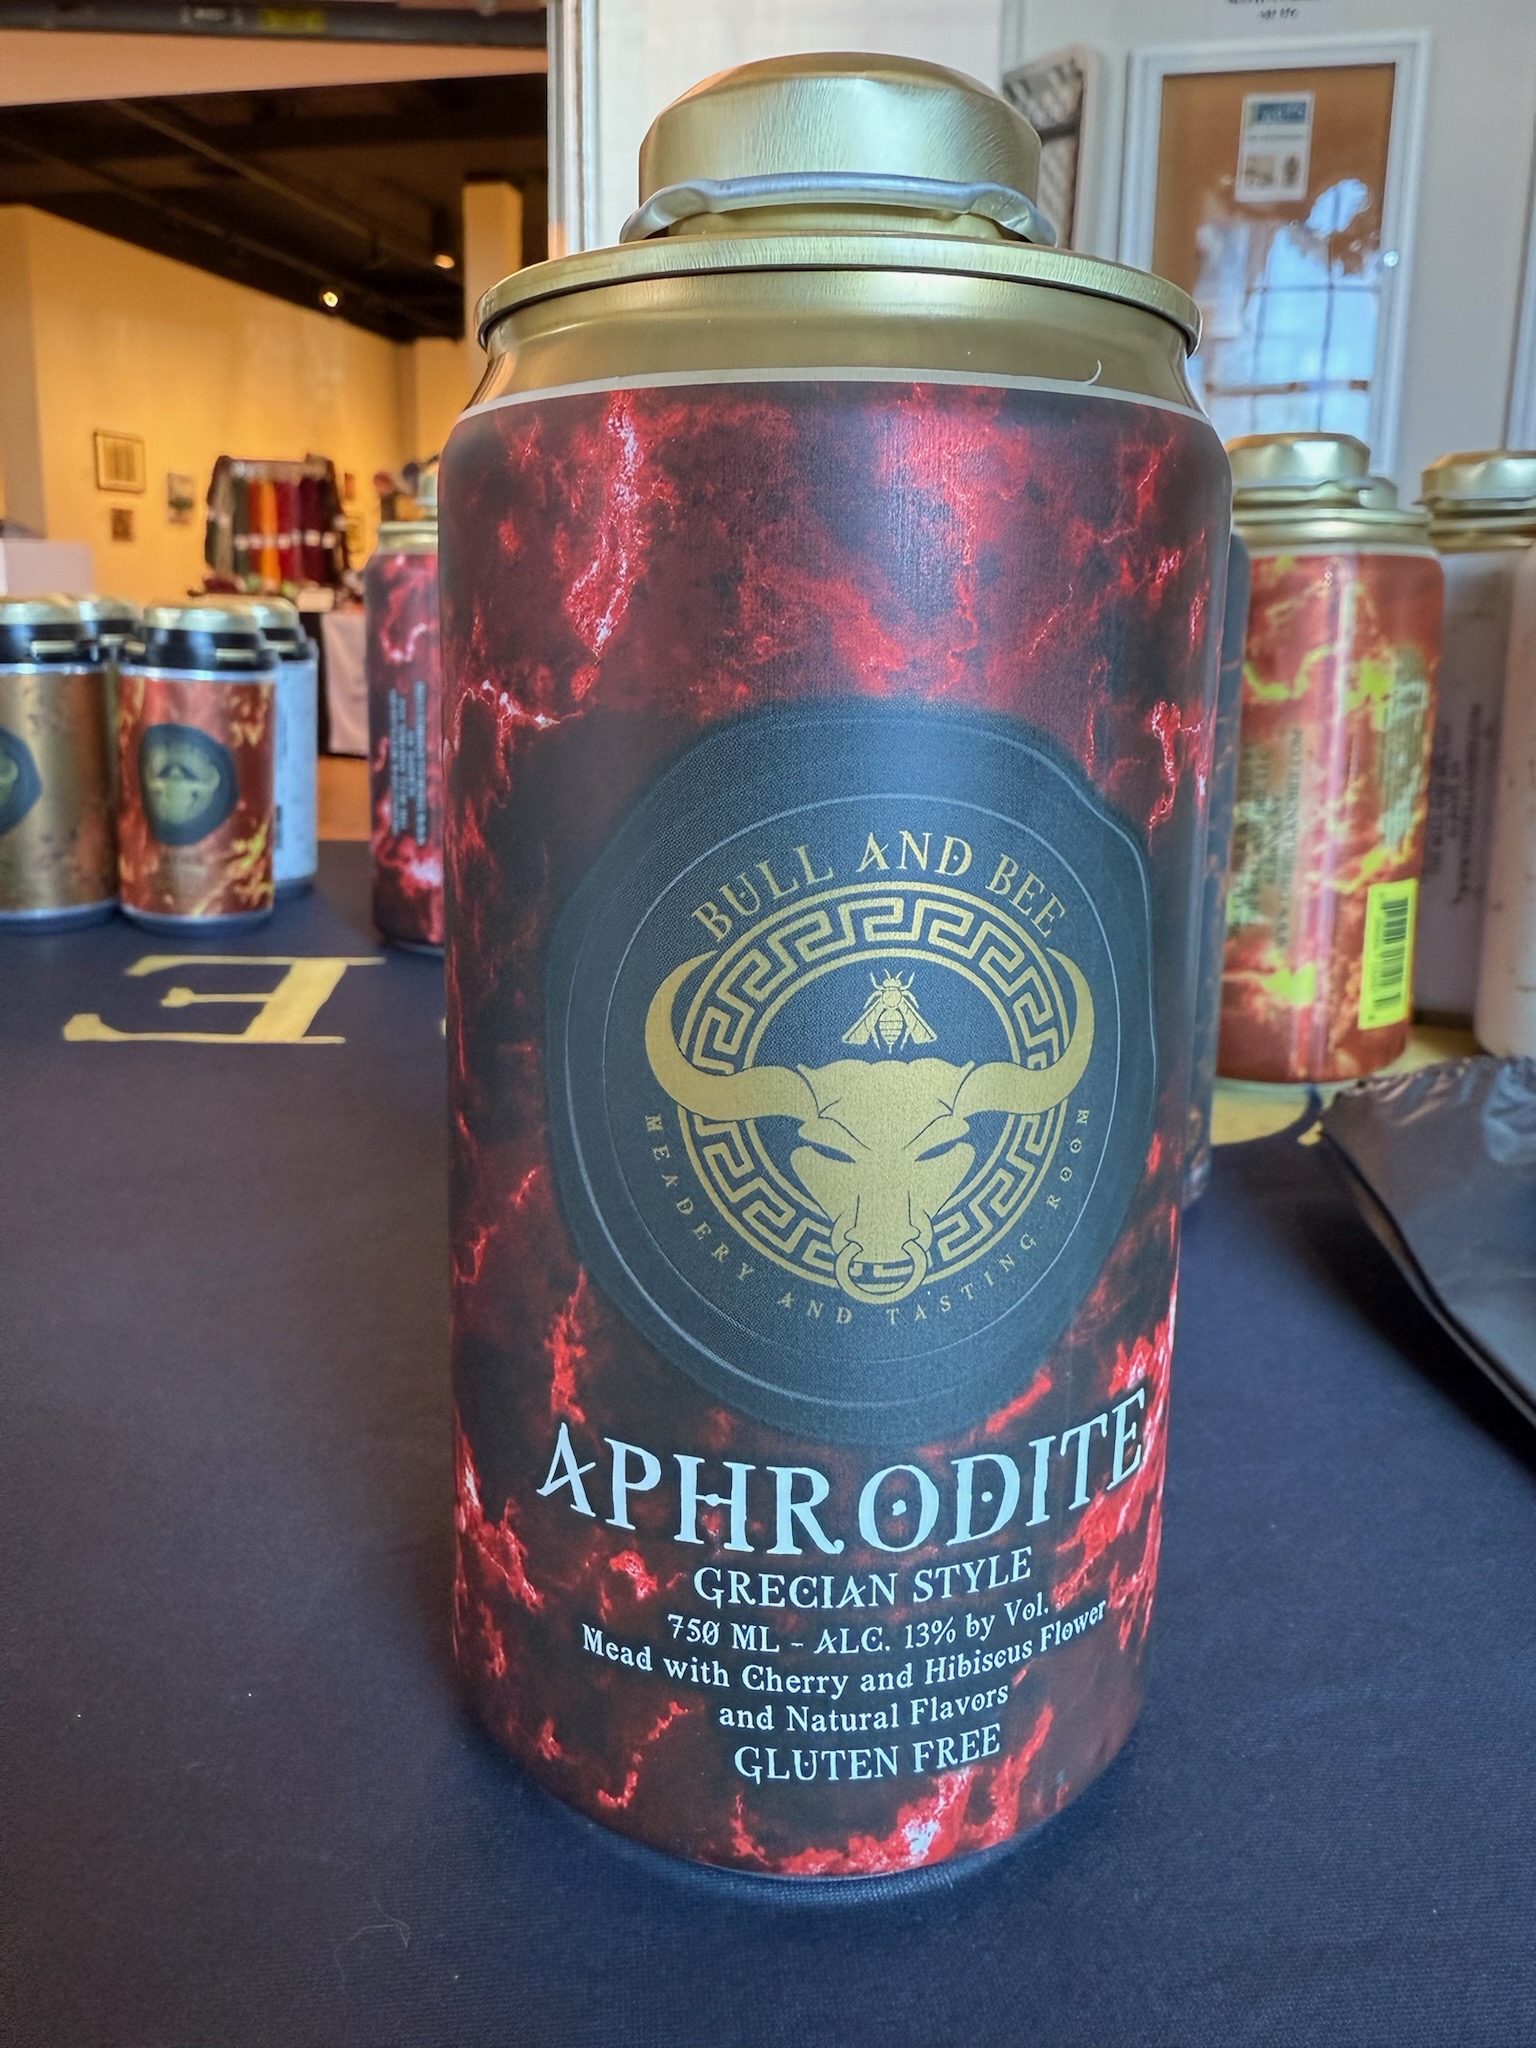 BULL AND BEE
MEADERY AND TASTING ROOM
APHRODITE
GRECIAN STYLE
750 ML - ALC. 13% by Vol.
Mead with Cherry and Hibiscus Flower
and Natural Flavors
GLUTEN FREE
E